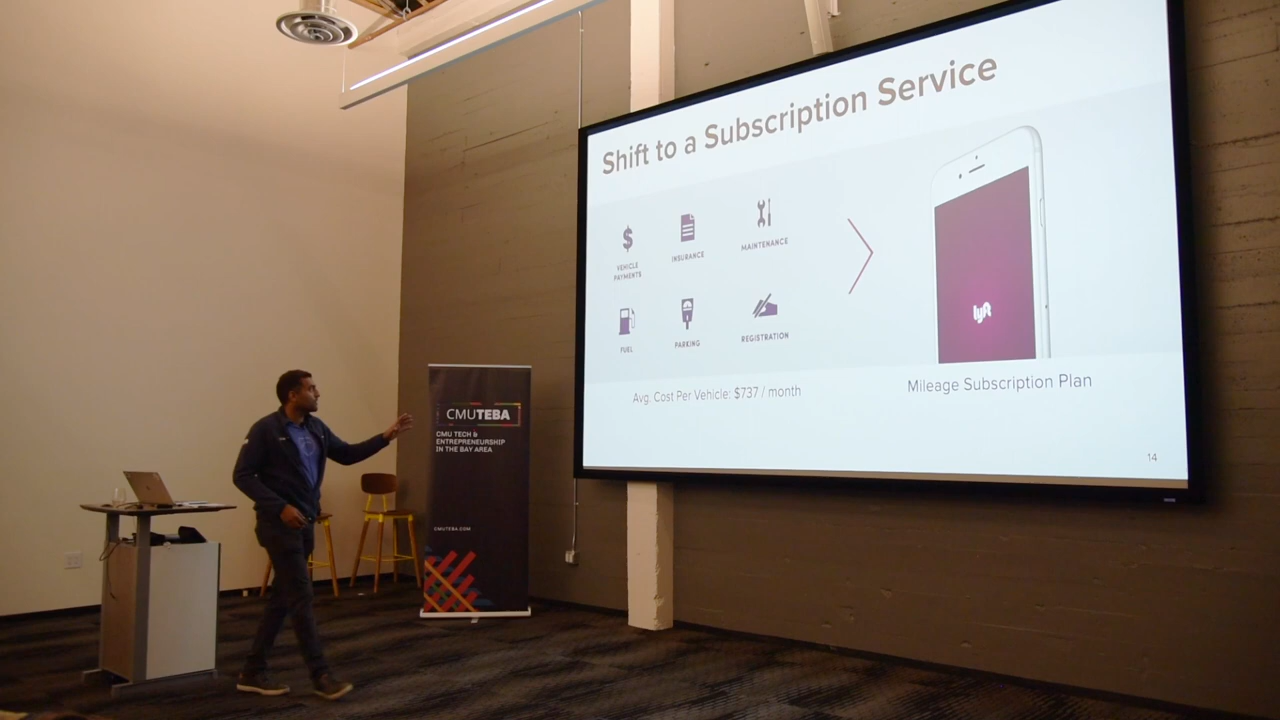 Shift to a Subscription Service
$
VEHICLE
PAYMENTS
INSURANCE
MAINTENANCE
FUEL
PARKING
REGISTRATION
Avg. Cost Per Vehicle: $737 / month
lyft
Mileage Subscription Plan
14
CMUTEBA
CMU TECH &
ENTREPRENEURSHIP
IN THE BAY AREA
CMUTEBA.COM